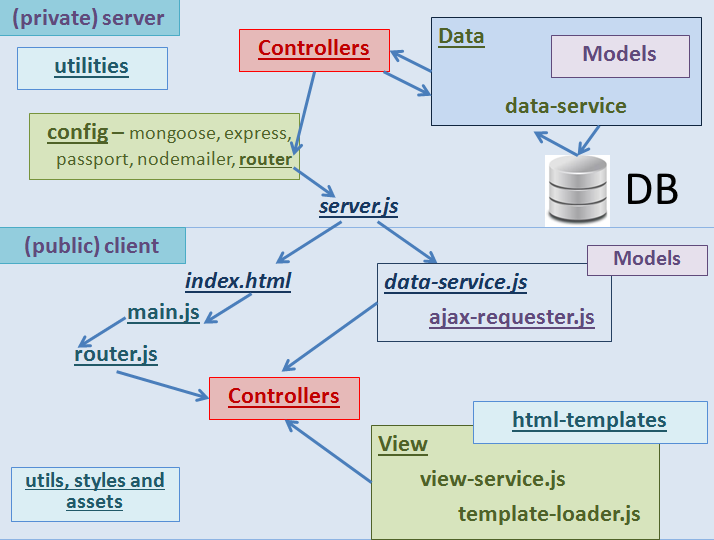 (private) server
utilities
Controllers
Data
Models
data-service
config – mongoose, express,
passport, nodemailer, router
DB
server.js
(public) client
index.html
data-service.js
Models
ajax-requester.js
main.js
router.js
Controllers
html-templates
View
view-service.js
template-loader.js
utils, styles and
assets